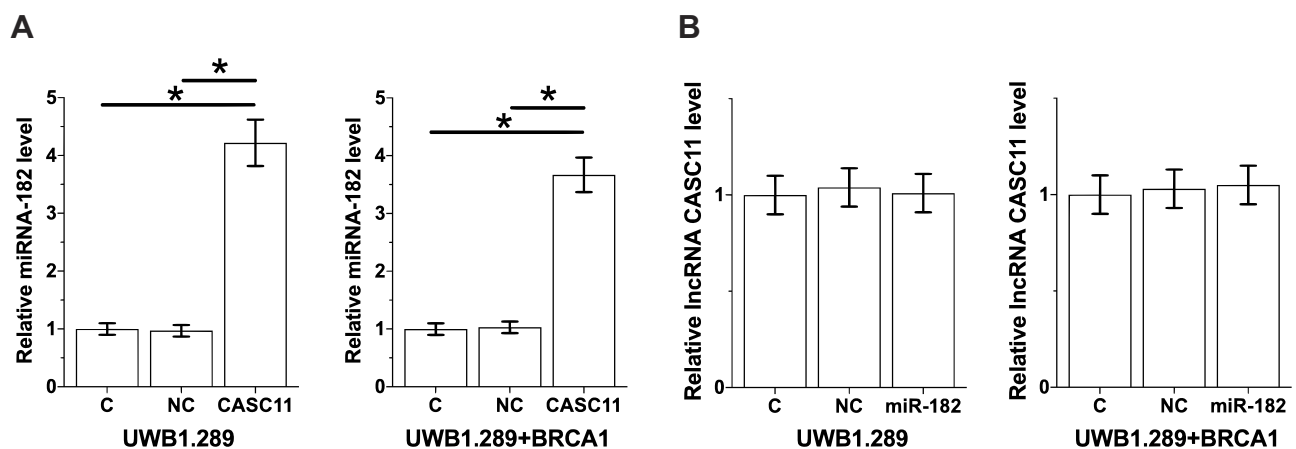 A
B
Relative miRNA-182 level
5
4
3
2
1
0
*
*
C NC CASC11
UWB1.289
Relative miRNA-182 level
5
4
3
2
1
0
*
*
C NC CASC11
UWB1.289+BRCA1
Relative lncRNA CASC11 level
1
0
C NC miR-182
UWB1.289
Relative lncRNA CASC11 level
1
0
C NC miR-182
UWB1.289+BRCA1